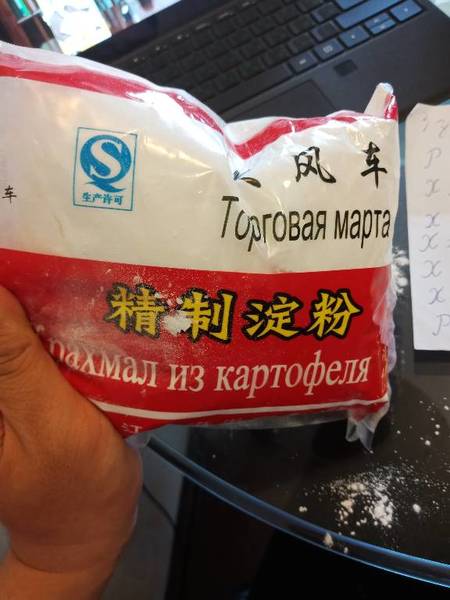 生产许可
风车
车
Торговая марта
精制淀粉
рахмал из картофеля